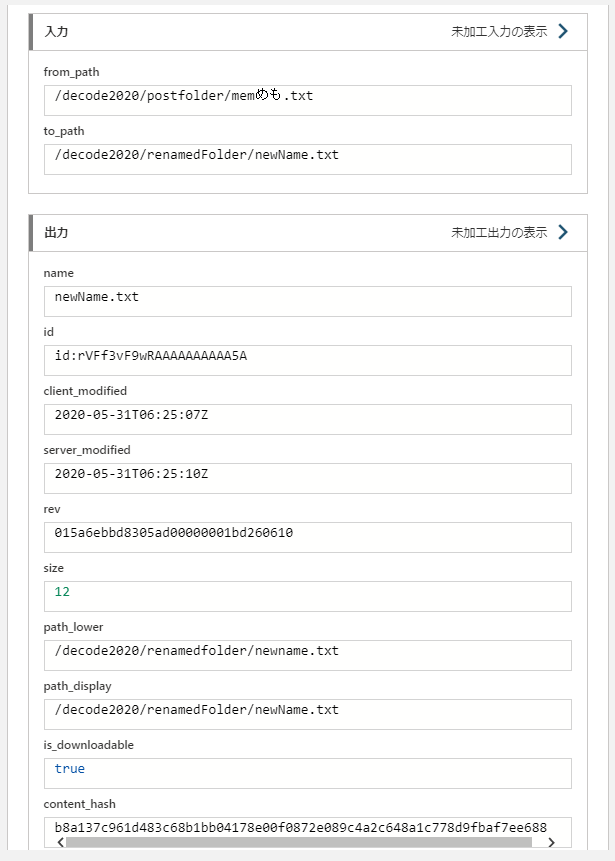 入力
未加工入力の表示
from_path
/decode2020/postfolder/memめも.txt
to_path
/decode2020/renamedFolder/newName.txt
出力
未加工出力の表示
name
newName.txt
id
id:rVFf3vF9wRAAAAAAAAAA5A
client_modified
2020-05-31T06:25:07Z
server_modified
2020-05-31T06:25:10Z
rev
015a6ebbd8305ad00000001bd260610
size
12
path_lower
/decode2020/renamedfolder/newname.txt
path_display
/decode2020/renamedFolder/newName.txt
is_downloadable
true
content_hash
b8a137c961d483c68b1bb04178e00f0872e089c4a2c648a1c778d9fbaf7ee688